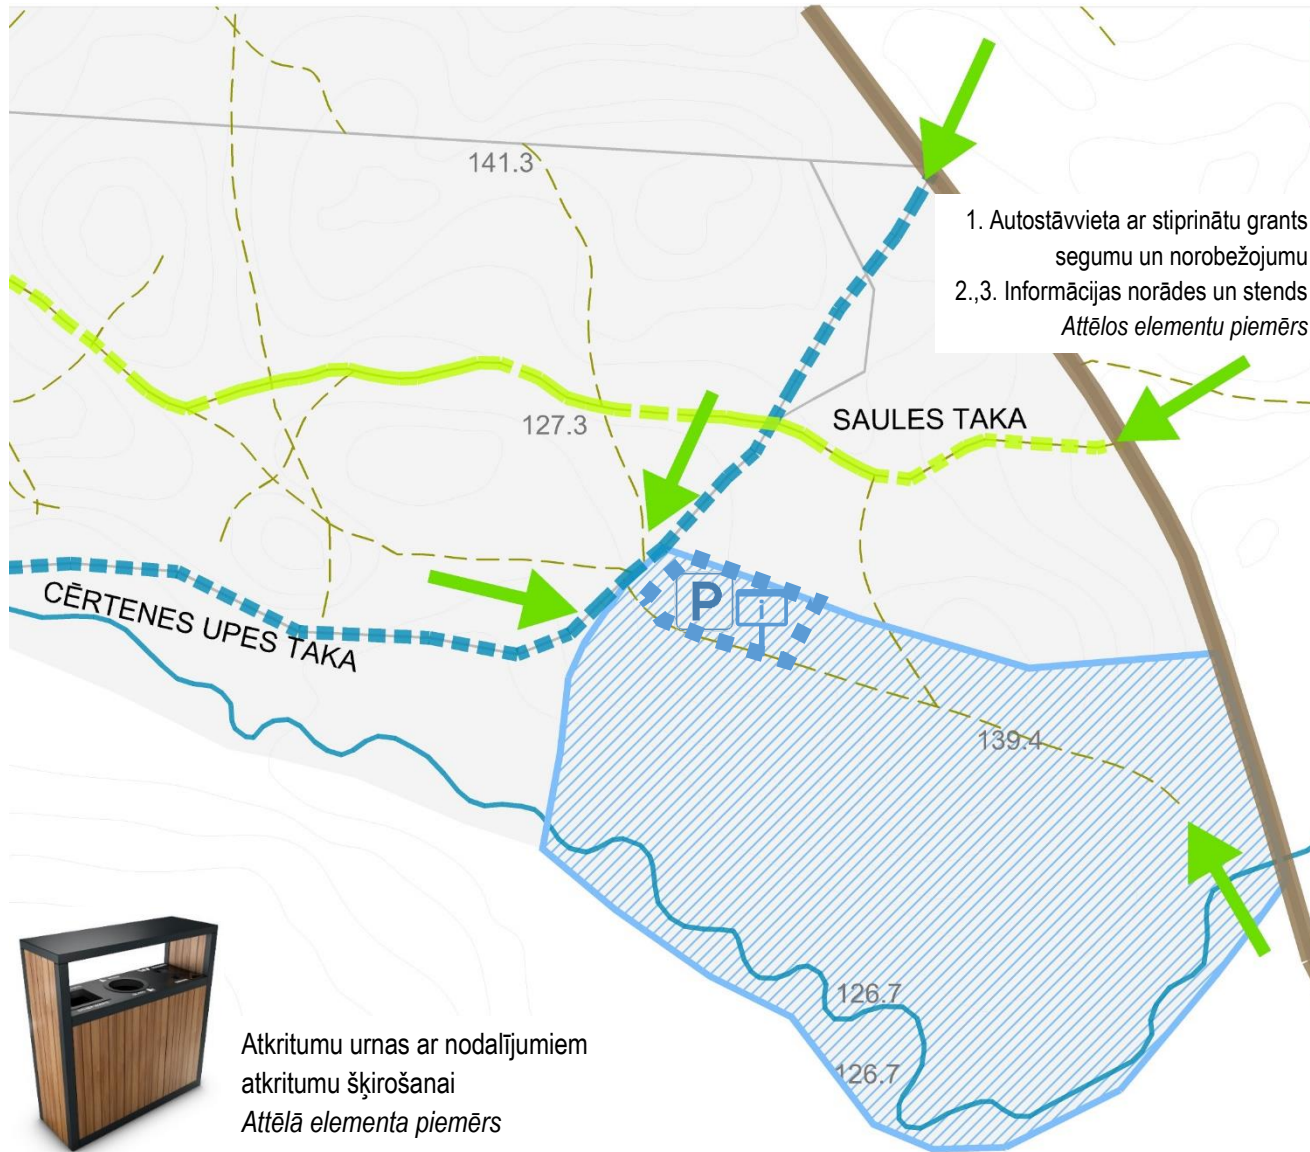 141.3
1. Autostāvvieta ar stiprinātu grants
segumu un norobežojumu
2.,3. Informācijas norādes un stends
Attēlos elementu piemērs
127.3
SAULES TAKA
P
i
CĒRTENES UPES TAKA
139.4
126.7
126.7
Atkritumu urnas ar nodalījumiem
atkritumu šķirošanai
Attēlā elementa piemērs